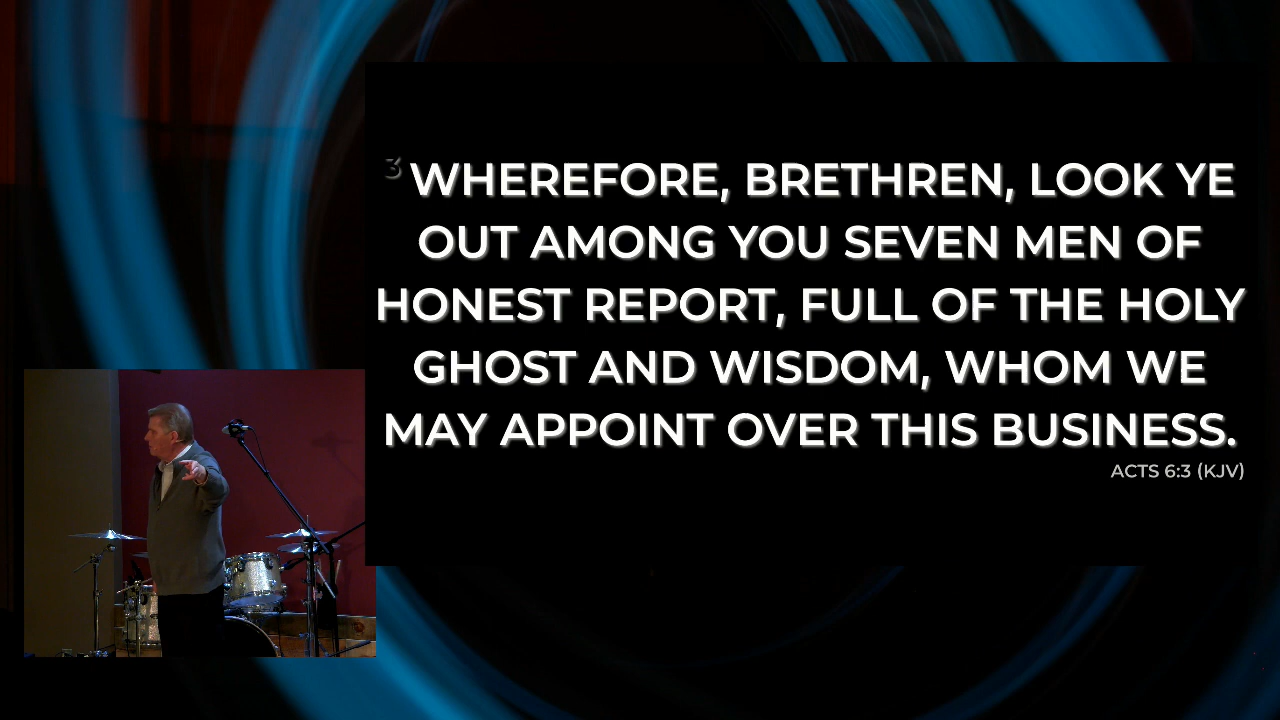 3 WHEREFORE, BRETHREN, LOOK YE
OUT AMONG YOU SEVEN MEN OF
HONEST REPORT, FULL OF THE HOLY
GHOST AND WISDOM, WHOM WE
MAY APPOINT OVER THIS BUSINESS.
ACTS 6:3 (KJV)